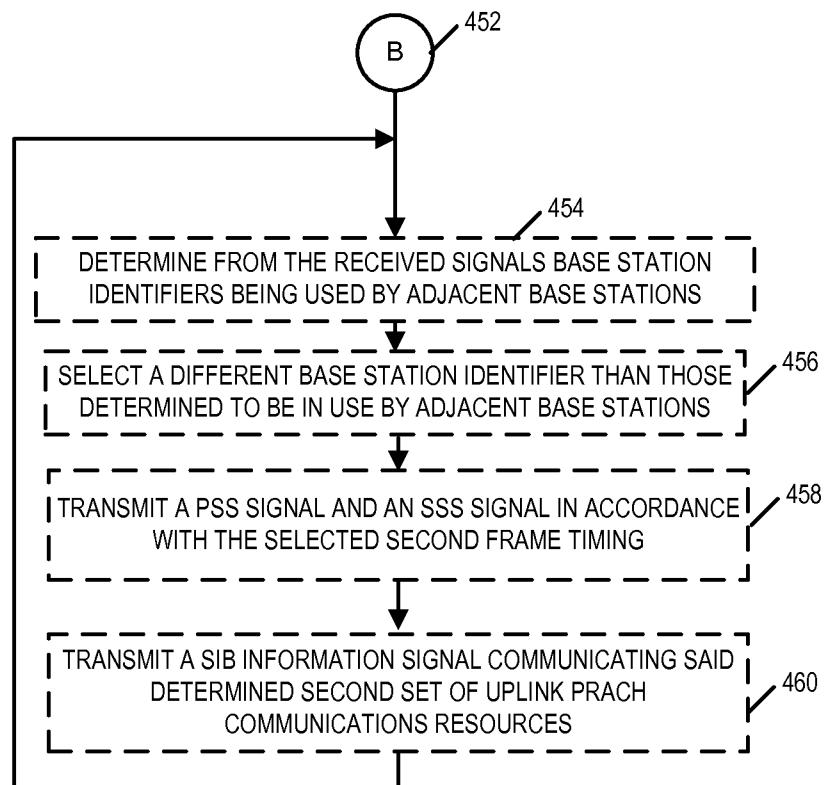 B
452
454
DETERMINE FROM THE RECEIVED SIGNALS BASE STATION
IDENTIFIERS BEING USED BY ADJACENT BASE STATIONS
SELECT A DIFFERENT BASE STATION IDENTIFIER THAN THOSE
DETERMINED TO BE IN USE BY ADJACENT BASE STATIONS
456
TRANSMIT A PSS SIGNAL AND AN SSS SIGNAL IN ACCORDANCE
WITH THE SELECTED SECOND FRAME TIMING
458
TRANSMIT A SIB INFORMATION SIGNAL COMMUNICATING SAID
DETERMINED SECOND SET OF UPLINK PRACH
COMMUNICATIONS RESOURCES
460